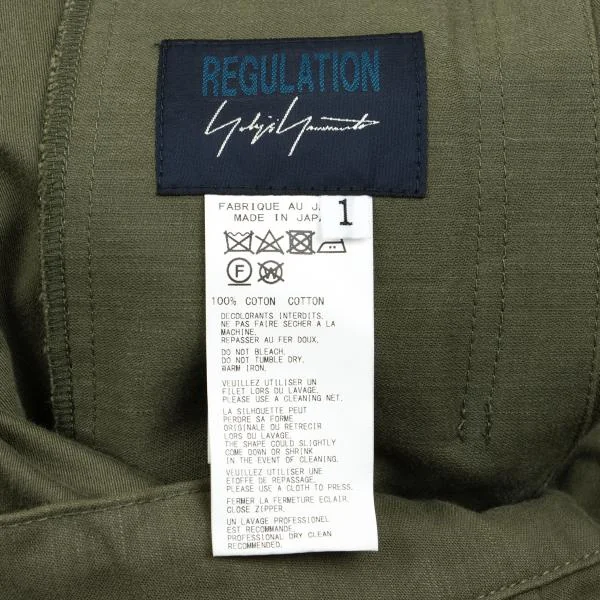 REGULATION
Yohji Yamamoto
FABRIQUE AU J
MADE IN JAPA
1
F
W
100% COTON COTTON
DECOLORANTS INTERDITS.
NE PAS FAIRE SECHER A LA
MACHINE.
REPASSER AU FER DOUX.
DO NOT BLEACH.
DO NOT TUMBLE DRY.
WARM IRON.
VEUILLEZ UTILISER UN
FILET LORS DU LAVAGE.
PLEASE USE A CLEANING NET.
LA SILHOUETTE PEUT
PERDRE SA FORME
ORIGINALE OU RETRECIR
LORS DU LAVAGE.
THE SHAPE COULD SLIGHTLY
COME DOWN OR SHRINK
IN THE EVENT OF CLEANING.
VEUILLEZ UTILISER UNE
ETOFFE DE REPASSAGE.
PLEASE USE A CLOTH TO PRESS.
FERMER LA FERMETURE ECLAIR.
CLOSE ZIPPER.
UN LAVAGE PROFESSIONEL
EST RECOMMANDE.
PROFESSIONAL DRY CLEAN
RECOMMENDED.